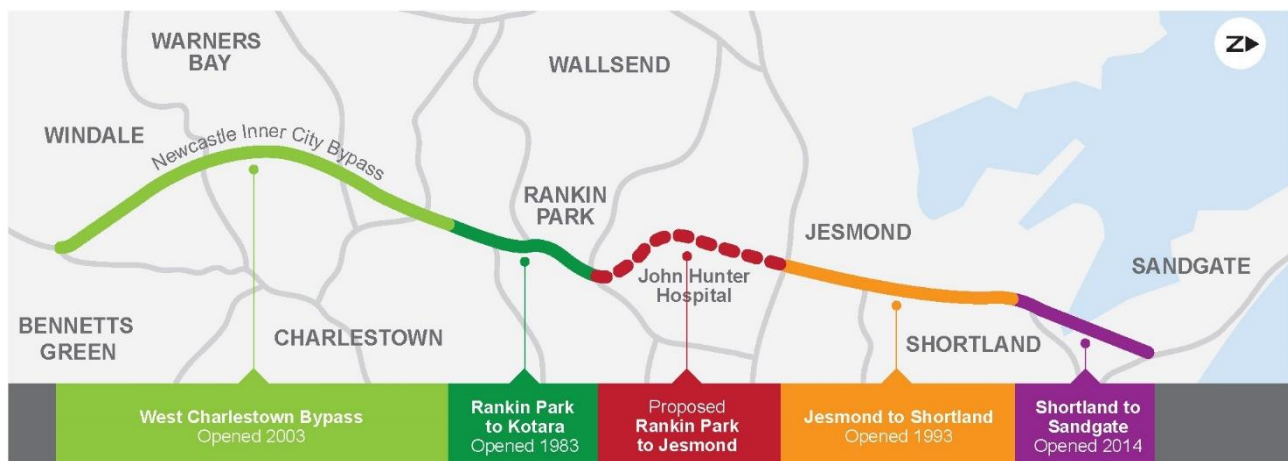 WARNERS
BAY
WALLSEND
Z
WINDALE
Newcastle Inner City Bypass
RANKIN
PARK
JESMOND
SANDGATE
John Hunter
Hospital
BENNETTS
GREEN
CHARLESTOWN
SHORTLAND
West Charlestown Bypass
Opened 2003
Rankin Park
to Kotara
Opened 1983
Proposed
Rankin Park
to Jesmond
Jesmond to Shortland
Opened 1993
Shortland to
Sandgate
Opened 2014